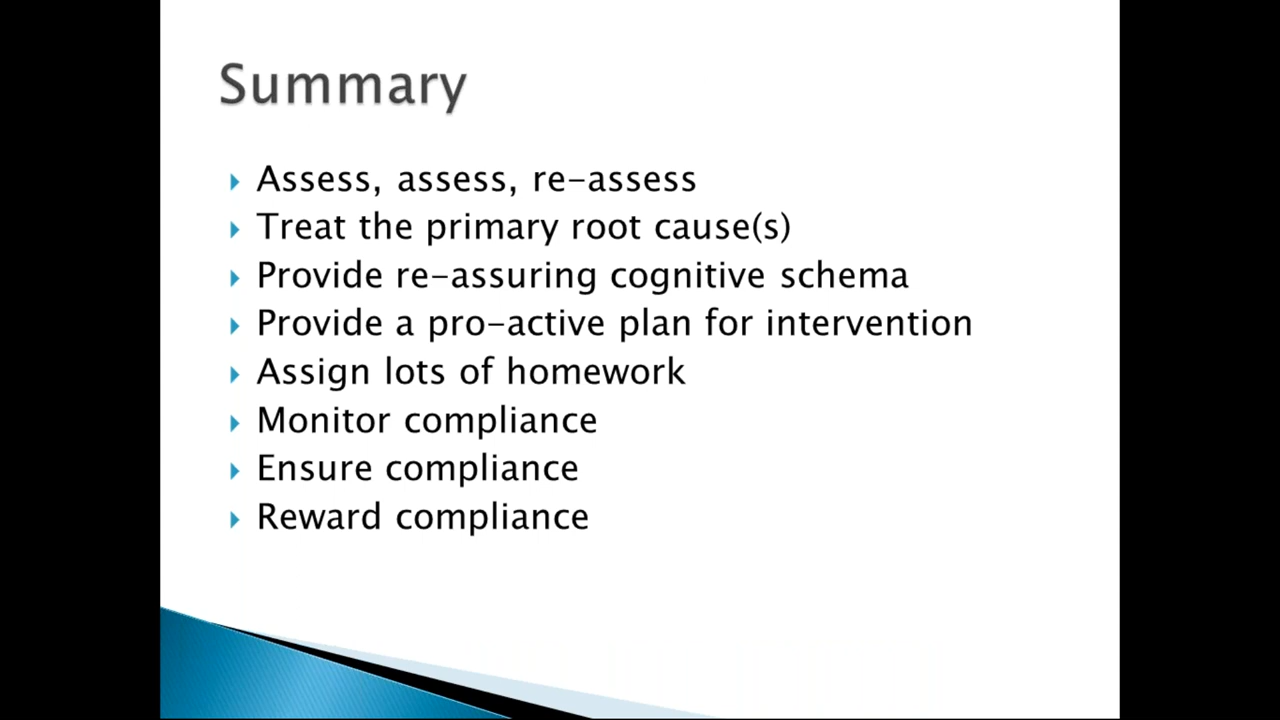 Summary
Assess, assess, re-assess
Treat the primary root cause(s)
Provide re-assuring cognitive schema
Provide a pro-active plan for intervention
Assign lots of homework
Monitor compliance
Ensure compliance
Reward compliance